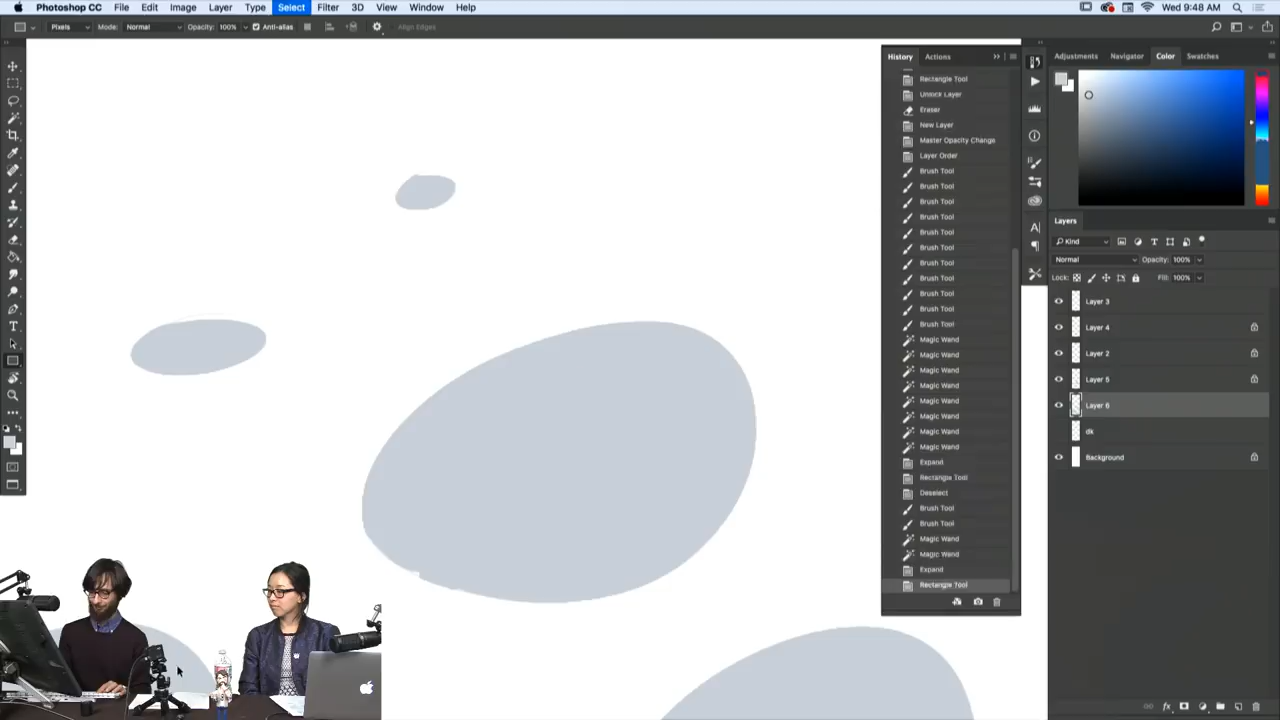 Photoshop CC File Edit Image Layer Type Select Filter 3D View Window Help Wed 9:48 AM
Pixels Mode: Normal Opacity: 100% Anti-alias Align Edges
History Actions
Adjustments Navigator Color Swatches
Rectangle Tool
Unlock Layer
Eraser
New Layer
Master Opacity Change
Layer Order
Brush Tool
Brush Tool
Brush Tool
Brush Tool
Brush Tool
Brush Tool
Brush Tool
Brush Tool
Brush Tool
Brush Tool
Brush Tool
Magic Wand
Magic Wand
Magic Wand
Magic Wand
Magic Wand
Magic Wand
Magic Wand
Magic Wand
Expand
Rectangle Tool
Deselect
Brush Tool
Brush Tool
Magic Wand
Magic Wand
Expand
Rectangle Tool
Layers
Kind
Normal Opacity: 100%
Lock: Fill: 100%
Layer 3
Layer 4
Layer 2
Layer 5
Layer 6
dk
Background